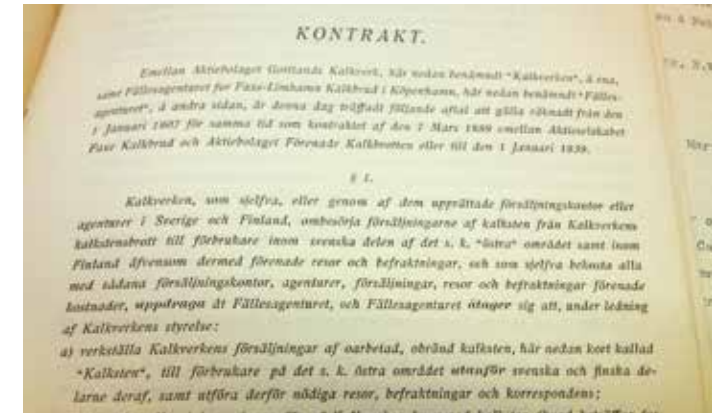 KONTRAKT.
Emellan Aktiebolaget Gottlands Kalkverk, här nedan benämndt "Kalkverken", å ena,
samt Fällesagenturet for Faxe-Limhamns Kalkbrud i Köpenhamn, här nedan benämndt "Fälles-
agenturet", å andra sidan, är denna dag träffadt följande aftal att gälla räknadt från den
1 Januari 1907 för samma tid som kontraktet af den 7 Mars 1889 emellan Aktieselskabet
Faxe Kalkbrud och Aktiebolaget Förenade Kalkbrotten eller till den 1 Januari 1939.
§ 1.
Kalkverken, som sjelfva, eller genom af dem upprättade försäljningskontor eller
agenturer i Sverige och Finland, ombesörja försäljningarne af kalksten från Kalkverkens
kalkstensbrott till förbrukare inom svenska delen af det s. k. "östra" området samt inom
Finland äfvensom dermed förenade resor och befraktningar, och som sjelfva bekosta alla
med sådana försäljningskontor, agenturer, försäljningar, resor och befraktningar förenade
kostnader, uppdraga åt Fällesagenturet, och Fällesagenturet åtager sig att, under ledning
af Kalkverkens styrelse:
a) verkställa Kalkverkens försäljningar af oarbetad, obränd kalksten, här nedan kort kallad
"Kalksten", till förbrukare på det s. k. östra området utanför svenska och finska de-
larne deraf, samt utföra derför nödiga resor, befraktningar och korrespondens;